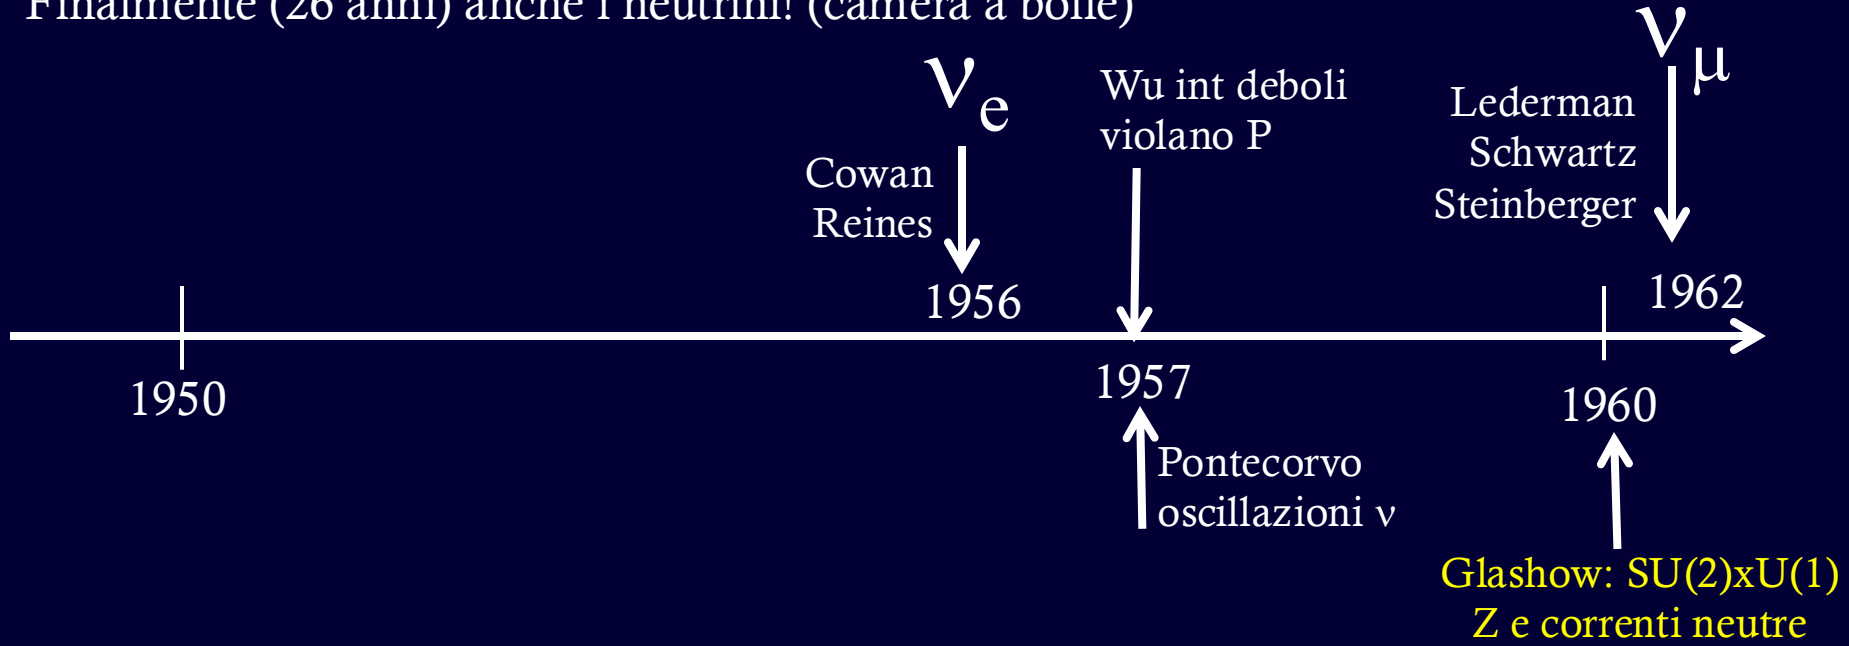 Finalmente (26 anni) anche i neutrini! (camera a bolle)
νe
Cowan
Reines
1956
Wu int deboli
violano P
νμ
Lederman
Schwartz
Steinberger
1962
1950
1957
1960
Pontecorvo
oscillazioni ν
Glashow: SU(2)xU(1)
Z e correnti neutre